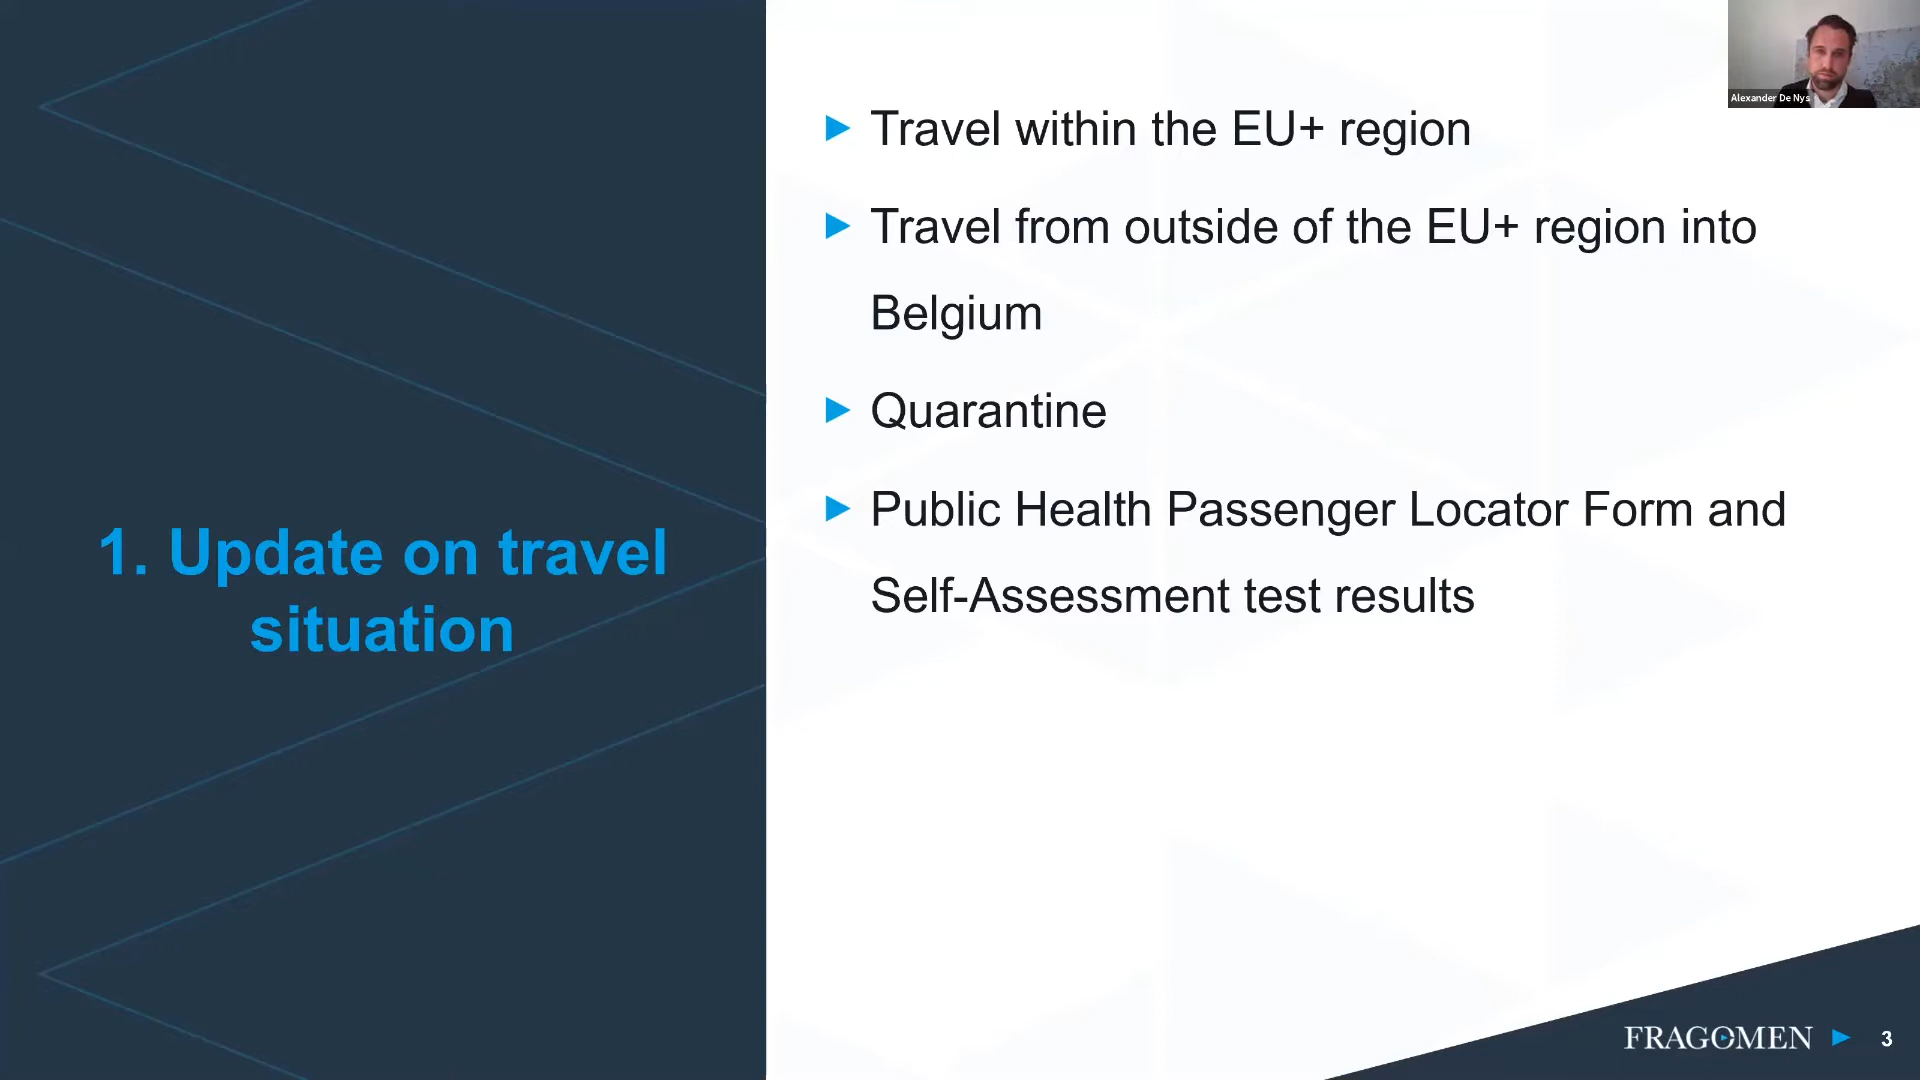 1. Update on travel
situation
Travel within the EU+ region
Travel from outside of the EU+ region into
Belgium
Quarantine
Public Health Passenger Locator Form and
Self-Assessment test results
Alexander De Nys
FRAGOMEN
3